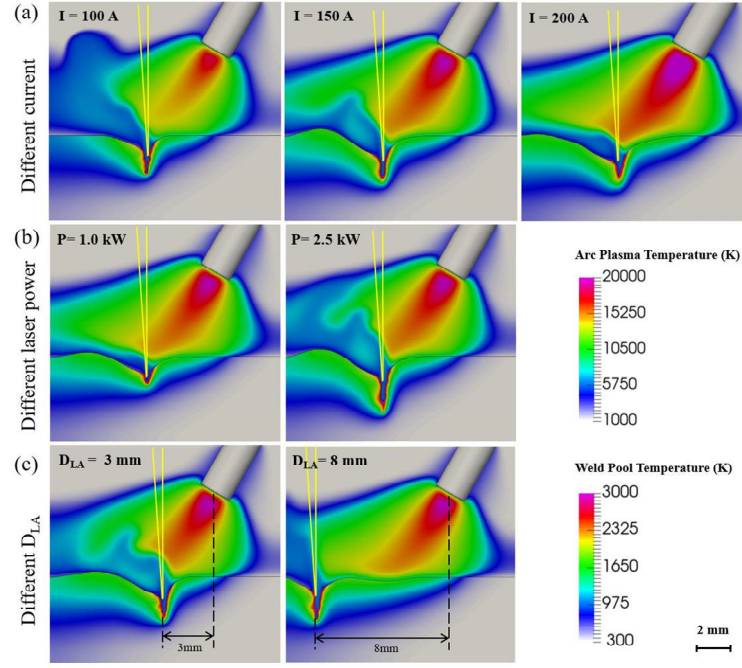 (a)
Different current
I = 100 A
I = 150 A
I = 200 A
(b)
Different laser power
P= 1.0 kW
P= 2.5 kW
Arc Plasma Temperature (K)
20000
15250
10500
5750
1000
(c)
Different DLA
DLA = 3 mm
3mm
DLA= 8 mm
8mm
Weld Pool Temperature (K)
3000
2325
1650
975
300
2 mm